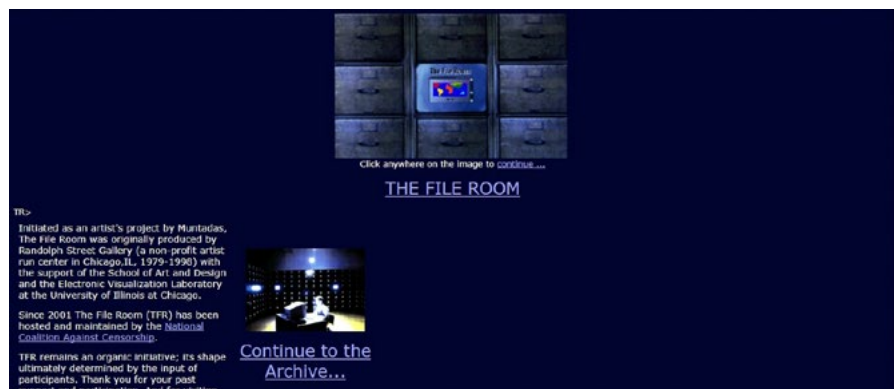 The File Room
Click anywhere on the image to continue ...
THE FILE ROOM
TR>
Initiated as an artist's project by Muntadas,
The File Room was originally produced by
Randolph Street Gallery (a non-profit artist
run center in Chicago,IL, 1979-1998) with
the support of the School of Art and Design
and the Electronic Visualization Laboratory
at the University of Illinois at Chicago.
Since 2001 The File Room (TFR) has been
hosted and maintained by the National
Coalition Against Censorship.
TFR remains an organic initiative; its shape
ultimately determined by the input of
participants. Thank you for your past
Continue to the
Archive...